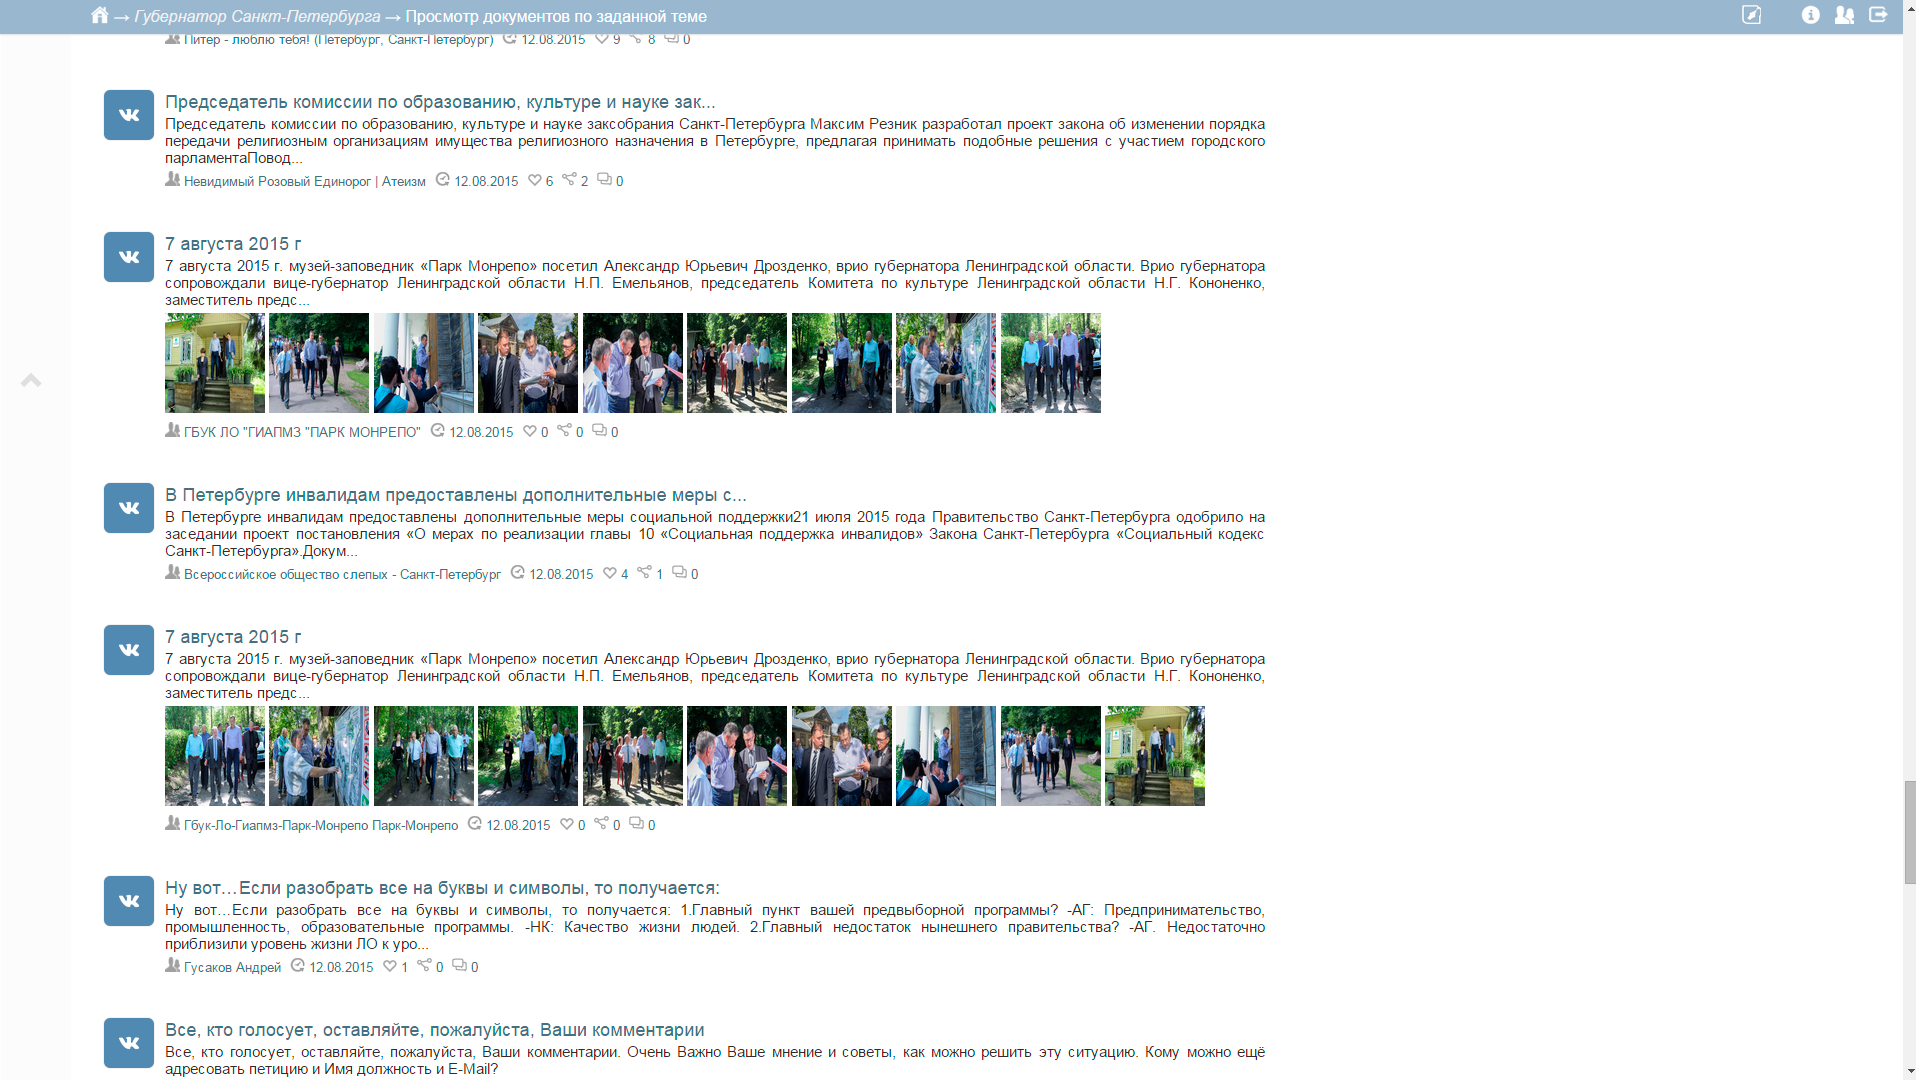 → Губернатор Санкт-Петербурга → Просмотр документов по заданной теме
Питер - люблю тебя! (Петербург, Санкт-Петербург) 12.08.2015 9 8 0
Председатель комиссии по образованию, культуре и науке зак...
Председатель комиссии по образованию, культуре и науке заксобрания Санкт-Петербурга Максим Резник разработал проект закона об изменении порядка
передачи религиозным организациям имущества религиозного назначения в Петербурге, предлагая принимать подобные решения с участием городского
парламентаПовод...
Невидимый Розовый Единорог | Атеизм 12.08.2015 6 2 0
7 августа 2015 г
7 августа 2015 г. музей-заповедник «Парк Монрепо» посетил Александр Юрьевич Дрозденко, врио губернатора Ленинградской области. Врио губернатора
сопровождали вице-губернатор Ленинградской области Н.П. Емельянов, председатель Комитета по культуре Ленинградской области Н.Г. Кононенко,
заместитель предс...
ГБУК ЛО "ГИАПМЗ "ПАРК МОНРЕПО" 12.08.2015 0 0 0
В Петербурге инвалидам предоставлены дополнительные меры с...
В Петербурге инвалидам предоставлены дополнительные меры социальной поддержки21 июля 2015 года Правительство Санкт-Петербурга одобрило на
заседании проект постановления «О мерах по реализации главы 10 «Социальная поддержка инвалидов» Закона Санкт-Петербурга «Социальный кодекс
Санкт-Петербурга».Докум...
Всероссийское общество слепых - Санкт-Петербург 12.08.2015 4 1 0
7 августа 2015 г
7 августа 2015 г. музей-заповедник «Парк Монрепо» посетил Александр Юрьевич Дрозденко, врио губернатора Ленинградской области. Врио губернатора
сопровождали вице-губернатор Ленинградской области Н.П. Емельянов, председатель Комитета по культуре Ленинградской области Н.Г. Кононенко,
заместитель предс...
Гбук-Ло-Гиапмз-Парк-Монрепо Парк-Монрепо 12.08.2015 0 0 0
Ну вот…Если разобрать все на буквы и символы, то получается:
Ну вот…Если разобрать все на буквы и символы, то получается: 1.Главный пункт вашей предвыборной программы? -АГ: Предпринимательство,
промышленность, образовательные программы. -НК: Качество жизни людей. 2.Главный недостаток нынешнего правительства? -АГ. Недостаточно
приблизили уровень жизни ЛО к уро...
Гусаков Андрей 12.08.2015 1 0 0
Все, кто голосует, оставляйте, пожалуйста, Ваши комментарии
Все, кто голосует, оставляйте, пожалуйста, Ваши комментарии. Очень Важно Ваше мнение и советы, как можно решить эту ситуацию. Кому можно ещё
адресовать петицию и Имя должность и E-Mail?